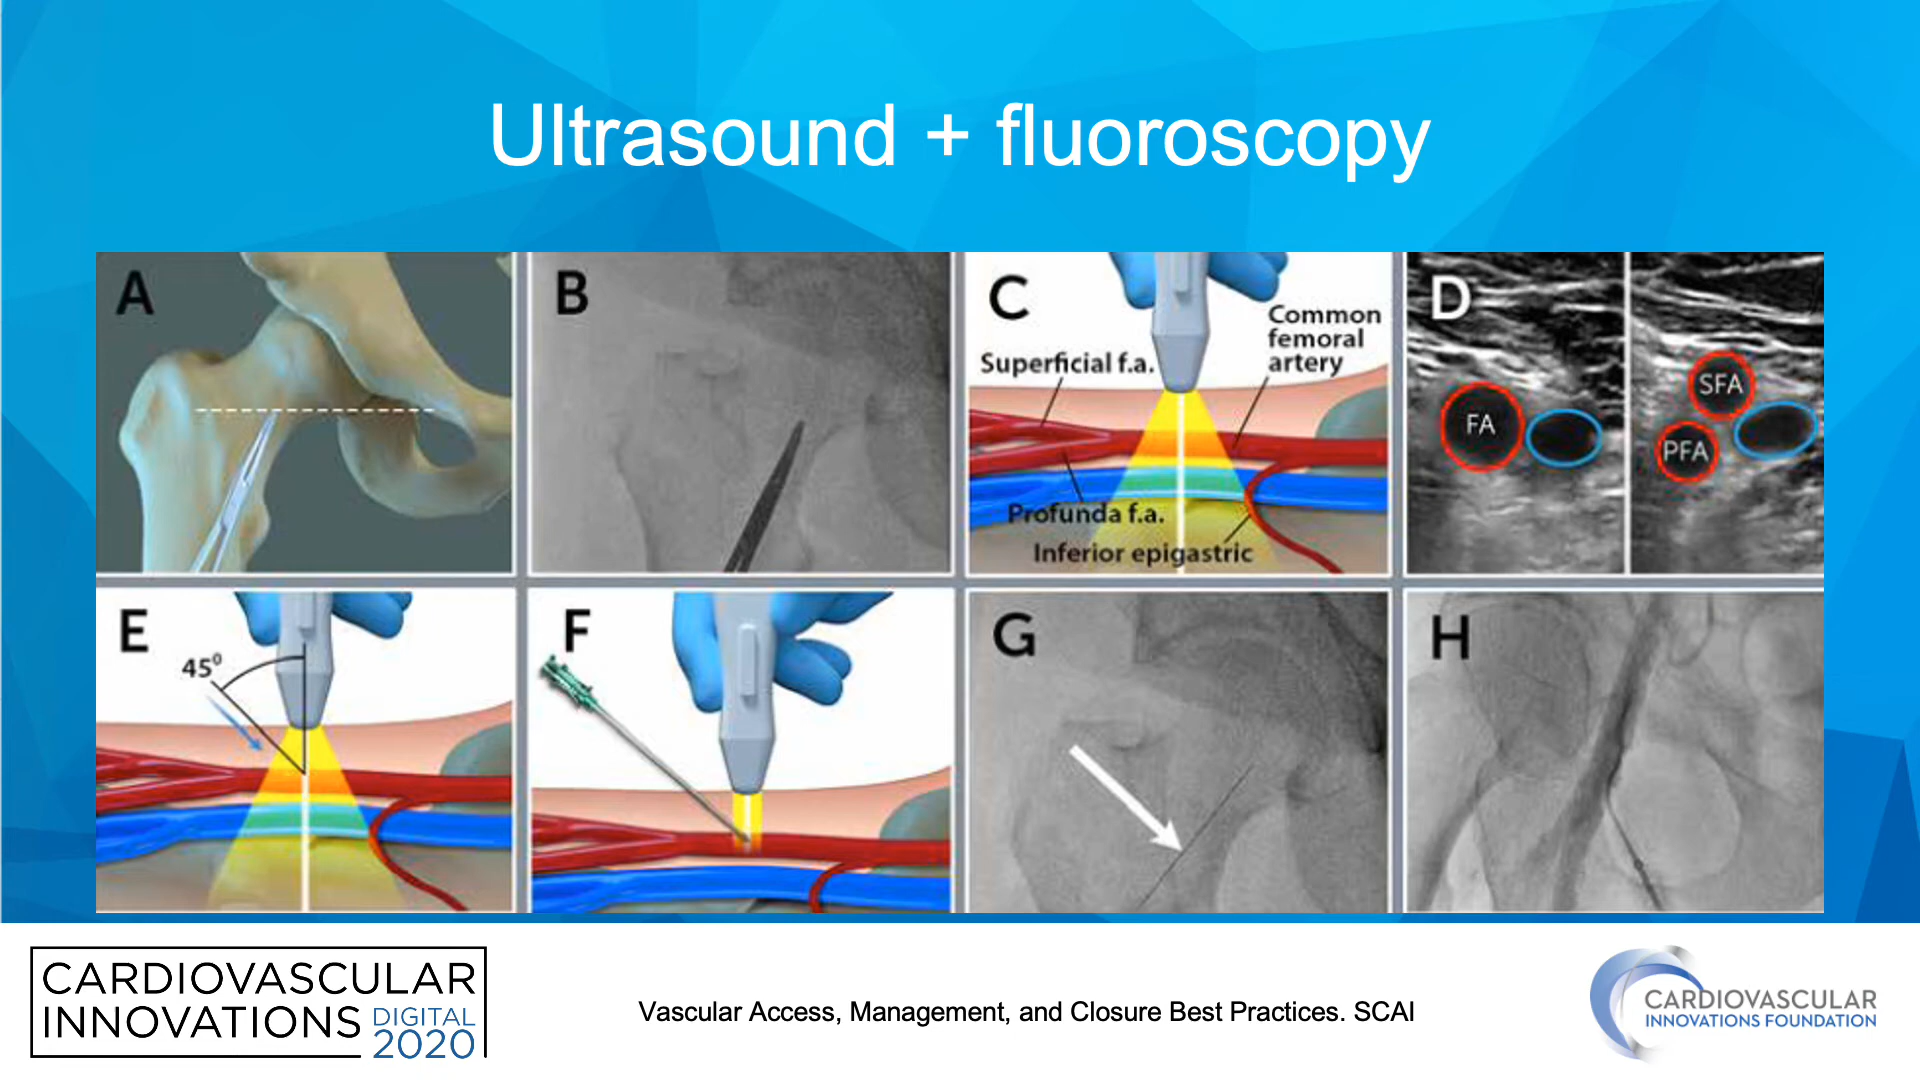 Ultrasound + fluoroscopy
A
B
C
Common
femoral
artery
Superficial f.a.
Profunda f.a.
Inferior epigastric
D
FA
SFA
PFA
E
45⁰
F
G
H
CARDIOVASCULAR
INNOVATIONS DIGITAL
2020
Vascular Access, Management, and Closure Best Practices. SCAI
CARDIOVASCULAR
INNOVATIONS FOUNDATION